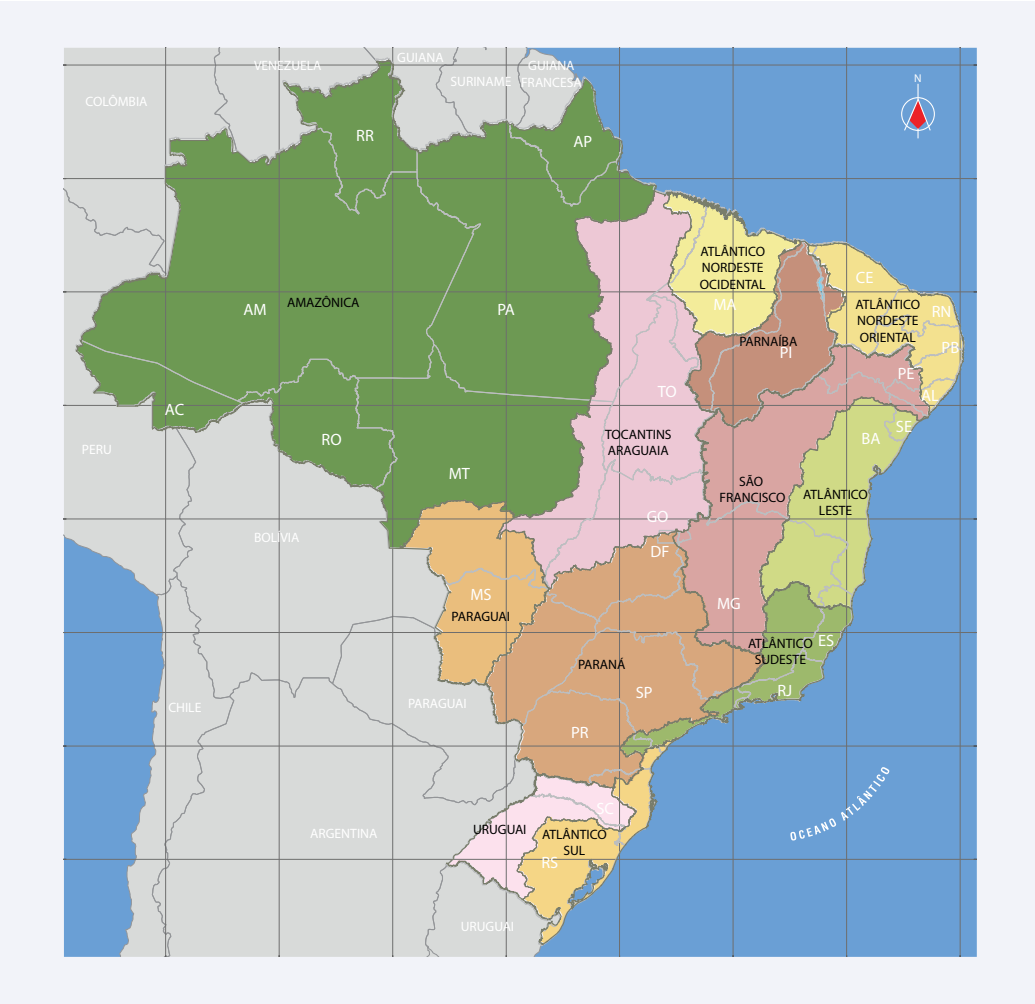 VENEZUELA
GUIANA
SURINAME
GUIANA
FRANCESA
COLÔMBIA
N
RR
AP
ATLÂNTICO
NORDESTE
OCIDENTAL
MA
CE
ATLÂNTICO
NORDESTE
ORIENTAL
RN
PB
AM
AMAZÔNICA
PA
PARNAÍBA
PI
PE
AL
TO
AC
SE
BA
RO
TOCANTINS
ARAGUAIA
PERU
MT
SÃO
FRANCISCO
ATLÂNTICO
LESTE
GO
BOLÍVIA
DF
MS
PARAGUAI
MG
ATLÂNTICO
SUDESTE
ES
PARANÁ
SP
RJ
CHILE
PARAGUAI
PR
OCEANO ATLÂNTICO
SC
ARGENTINA
URUGUAI
ATLÂNTICO
SUL
RS
URUGUAI